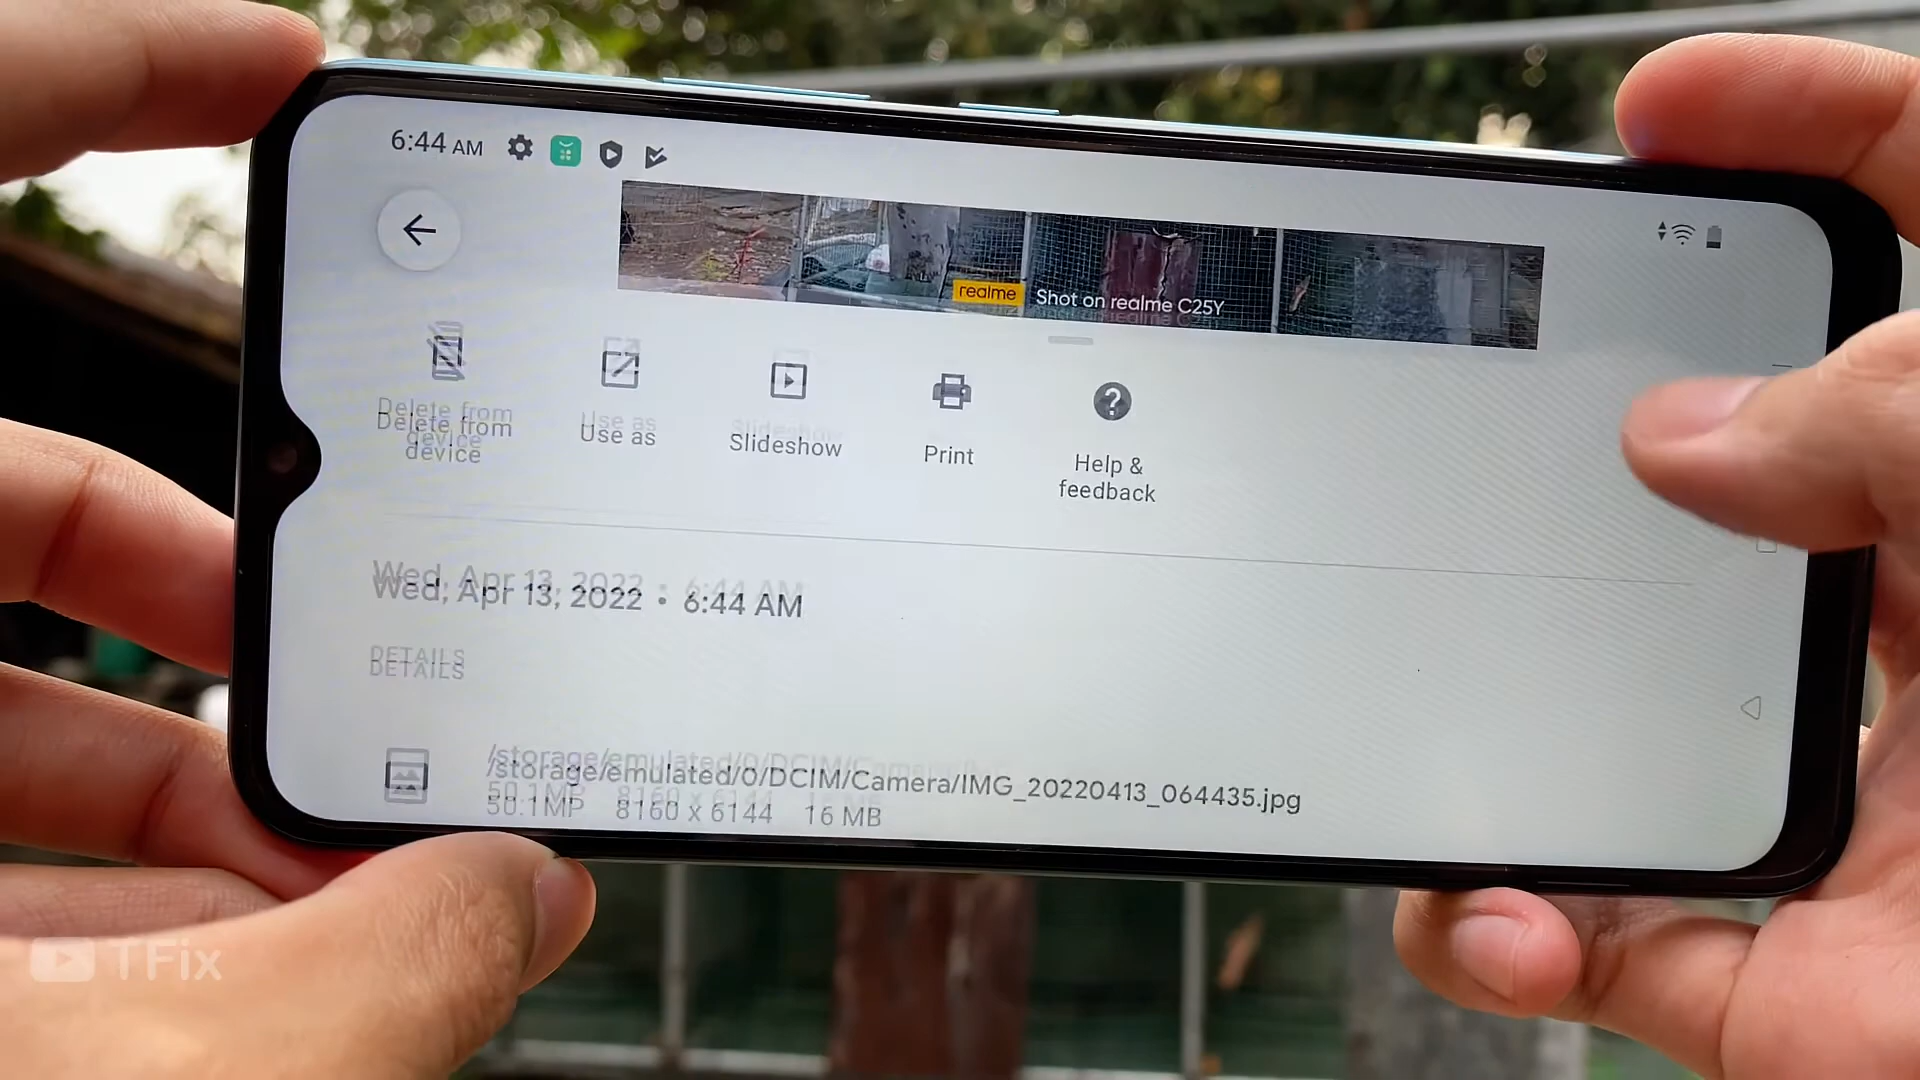 6:44 AM
realme Shot on realme C25Y
Delete from
device
Use as
Slideshow
Print
Help &
feedback
Wed, Apr 13, 2022 • 6:44 AM
DETAILS
/storage/emulated/0/DCIM/Camera/IMG_20220413_064435.jpg
50.1MP 8160 x 6144 16 MB
TFix